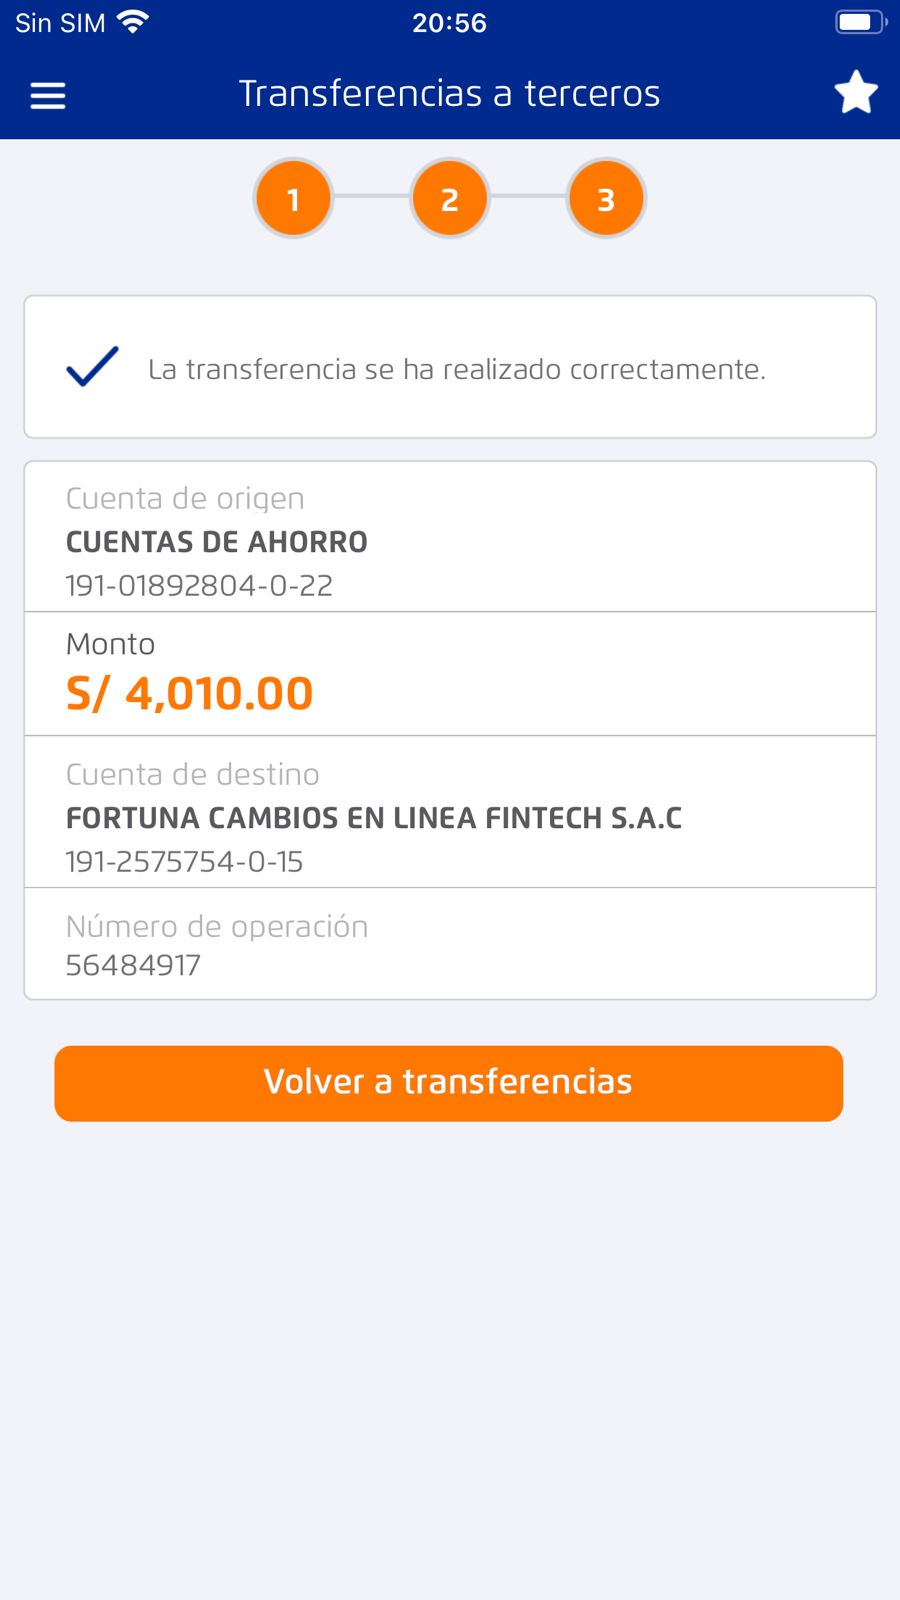 Sin SIM
20:56
Transferencias a terceros
1
2
3
La transferencia se ha realizado correctamente.
Cuenta de origen
CUENTAS DE AHORRO
191-01892804-0-22
Monto
S/ 4,010.00
Cuenta de destino
FORTUNA CAMBIOS EN LINEA FINTECH S.A.C
191-2575754-0-15
Número de operación
56484917
Volver a transferencias